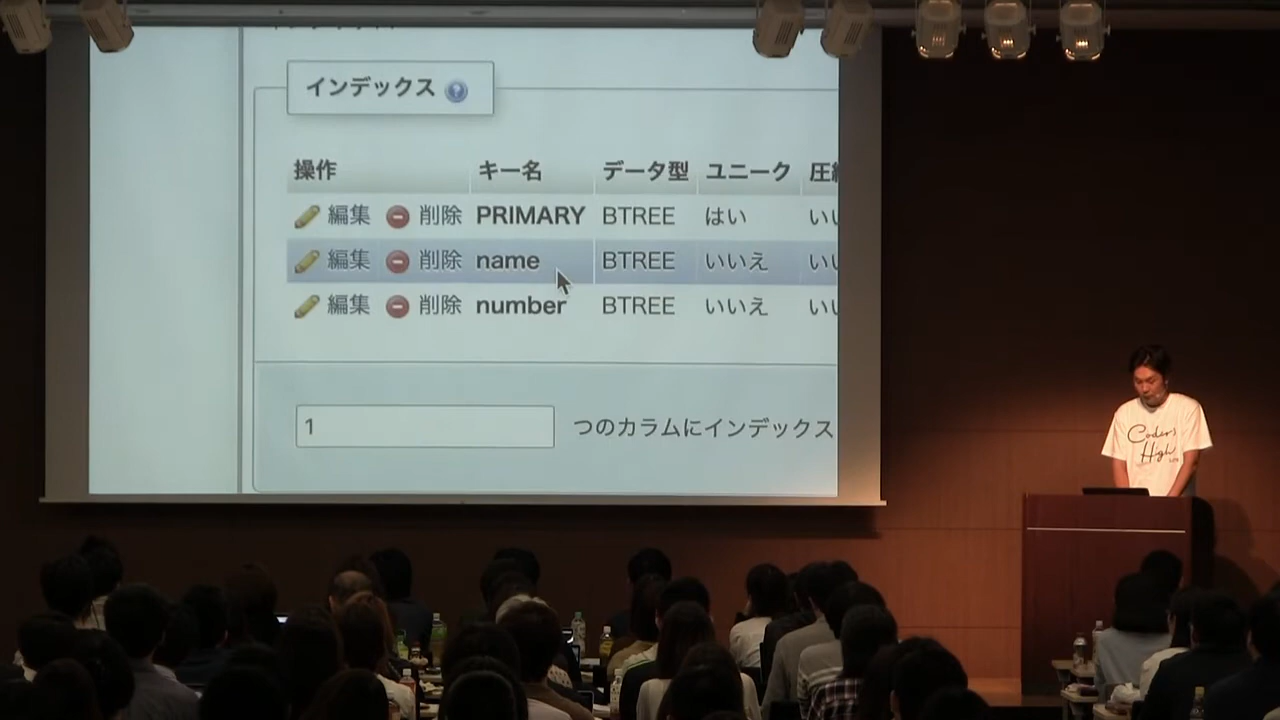 インデックス
操作 キー名 データ型 ユニーク
編集 削除 PRIMARY BTREE はい
編集 削除 name BTREE いいえ
編集 削除 number BTREE いいえ
1 つのカラムにインデックス
Coders
High